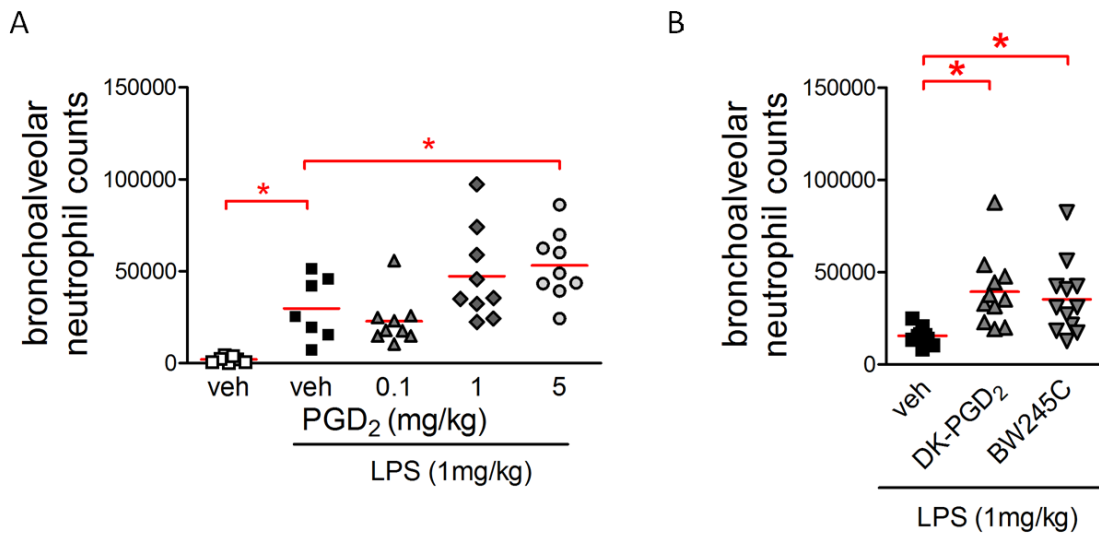 A
bronchoalveolar
neutrophil counts
150000
100000
50000
0
*
*
veh
veh
0.1
1
5
PGD₂ (mg/kg)
LPS (1mg/kg)
B
bronchoalveolar
neutrophil counts
150000
100000
50000
0
*
*
veh
DK-PGD₂
BW245C
LPS (1mg/kg)